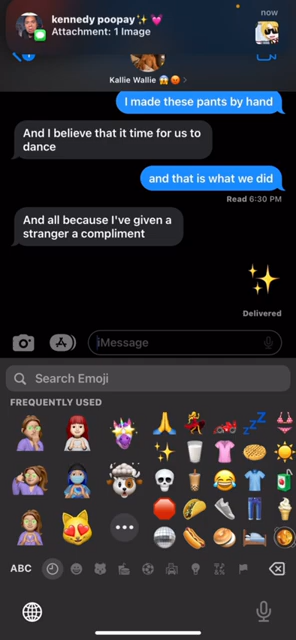 kennedy poopay✨💓
now
Attachment: 1 Image
Kallie Wallie 😱😡 >
I made these pants by hand
And I believe that it time for us to
dance
and that is what we did
Read 6:30 PM
And all because I've given a
stranger a compliment
✨
Delivered
iMessage
Search Emoji
FREQUENTLY USED
ABC